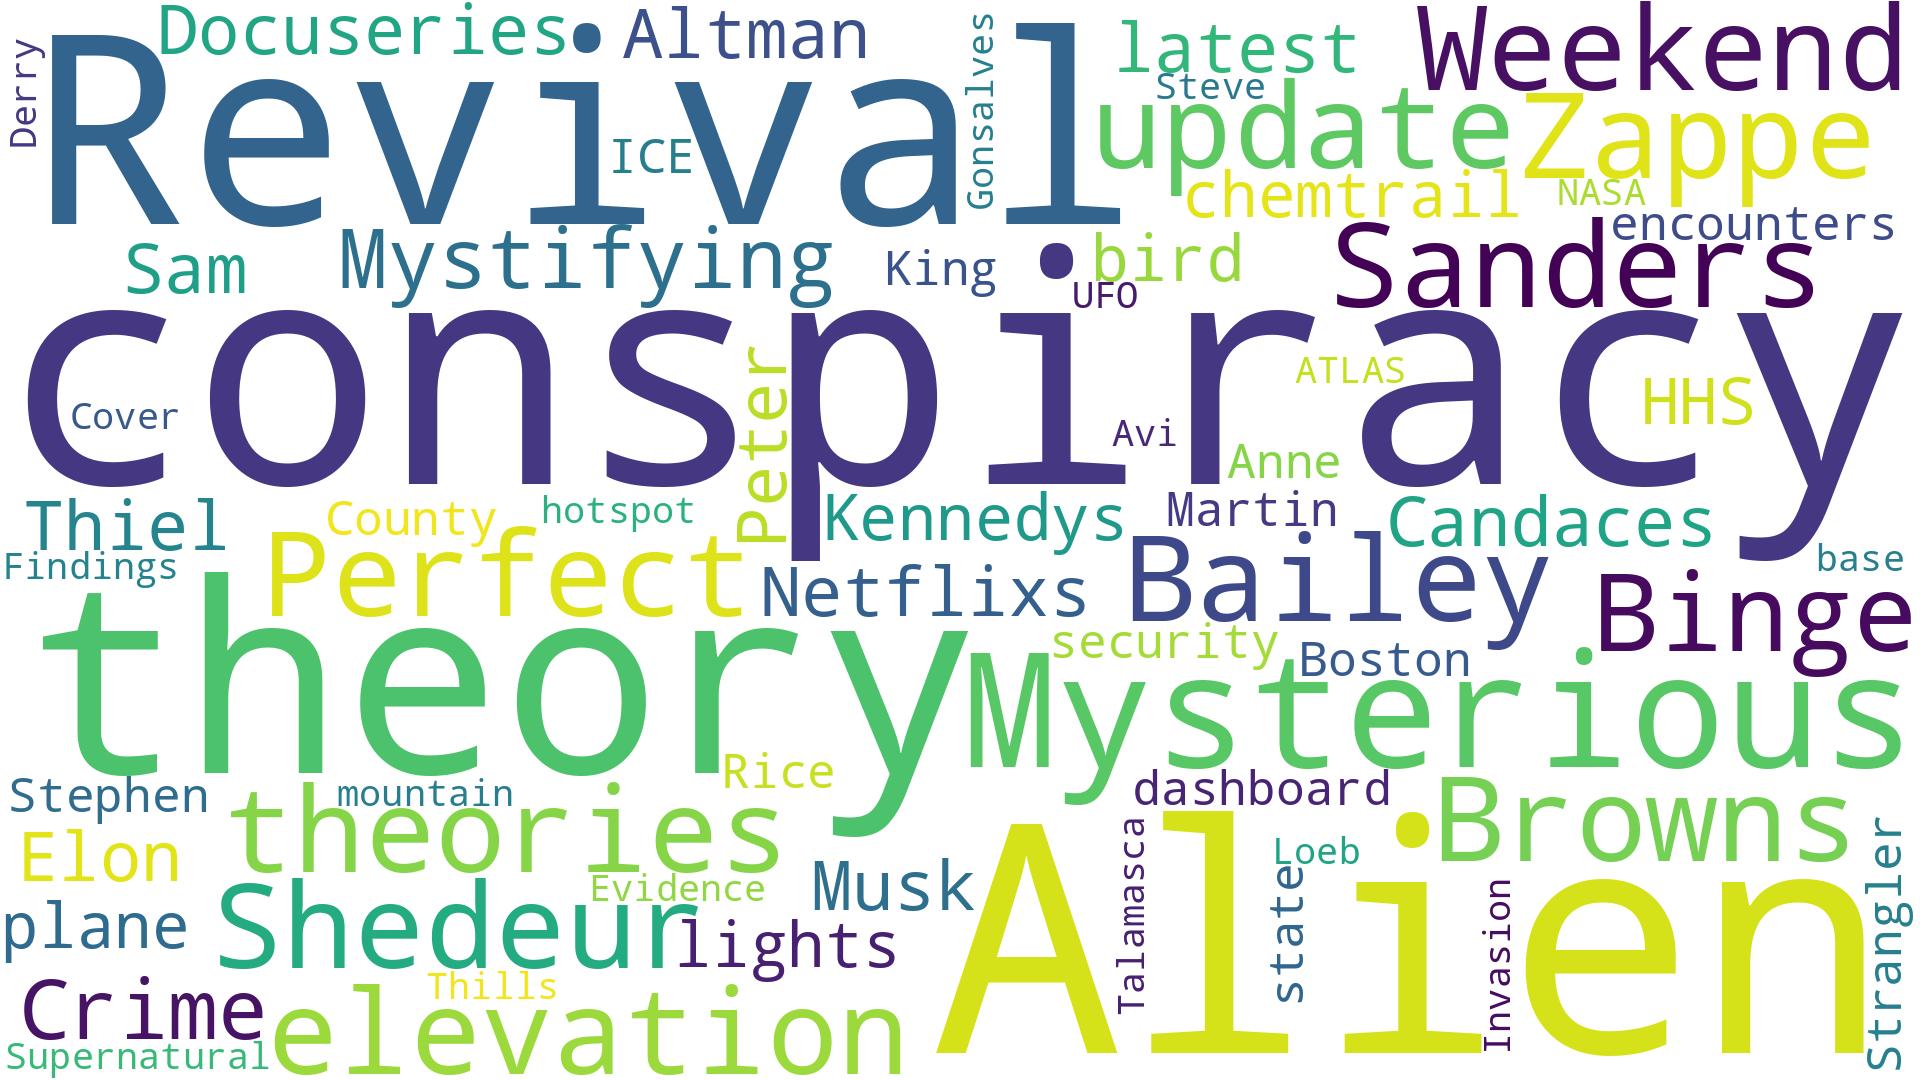 Docuseries
Altman
Gonsalves
latest
Weekend
Derry
Revival
Steve
update
Zappe
ICE
chemtrail
NASA
encounters
Sam
Mystifying
King
bird
Sanders
UFO
conspiracy
Peter
ATLAS
HHS
Cover
Avi
Anne
Thiel
County
hotspot
Kennedys
Martin
Candaces
Findings
Perfect
Netflixs
Bailey
base
Binge
theory
security
Boston
Mysterious
Rice
Stephen
mountain
dashboard
theories
Browns
Elon
Talamasca
Loeb
Strangler
Evidence
Musk
Alien
state
Invasion
plane
Shedeur
lights
Crime
Thills
elevation
Supernatural